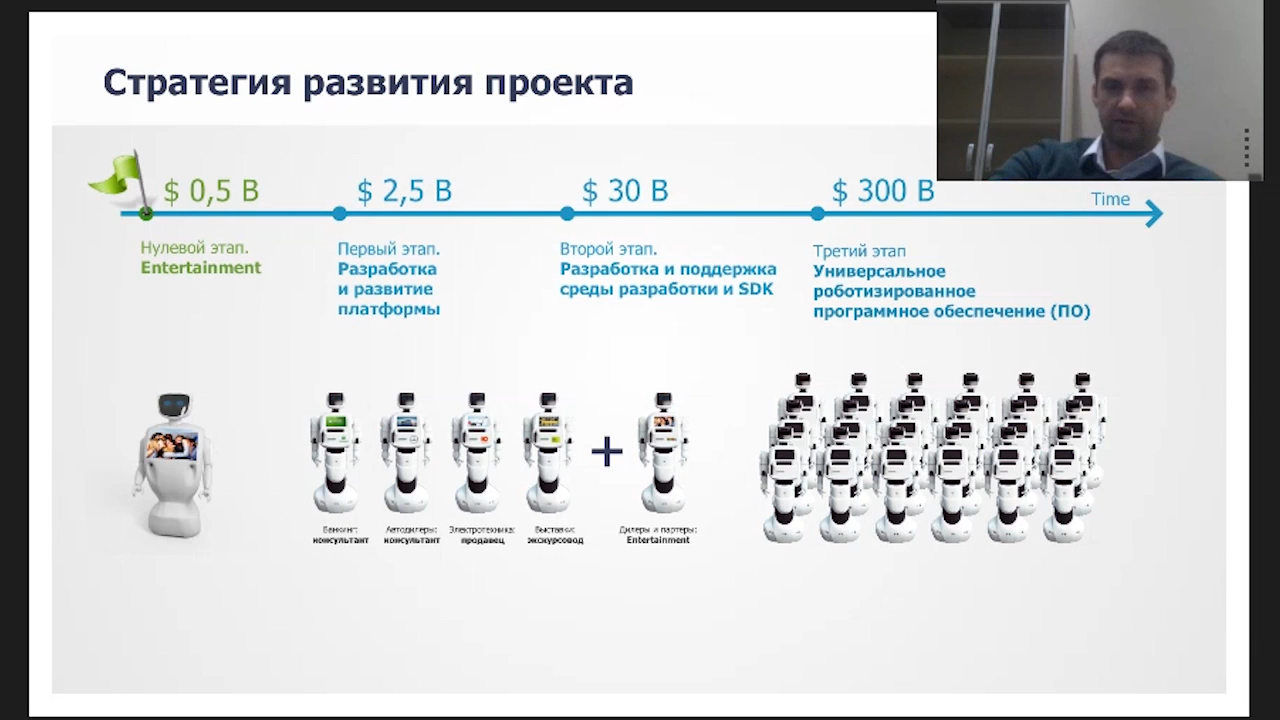 Стратегия развития проекта
$ 0,5 B
$ 2,5 B
$ 30 B
$ 300 B
Time
Нулевой этап.
Entertainment
Первый этап.
Разработка
и развитие
платформы
Второй этап.
Разработка и поддержка
среды разработки и SDK
Третий этап
Универсальное
роботизированное
программное обеспечение (ПО)
+
Банкинг:
консультант
Автодилеры:
консультант
Электротехника:
продавец
Выставки:
экскурсовод
Дилеры и партеры:
Entertainment